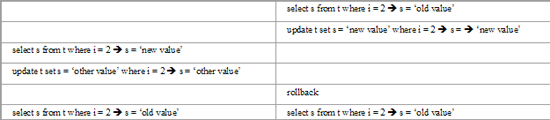 select s from t where i = 2 ➔ s = ‘old value’
update t set s = ‘new value’ where i = 2 ➔ s = ➔ ‘new value’
select s from t where i = 2 ➔ s = ‘new value’
update t set s = ‘other value’ where i = 2 ➔ s = ‘other value’
rollback
select s from t where i = 2 ➔ s = ‘old value’
select s from t where i = 2 ➔ s = ‘old value’